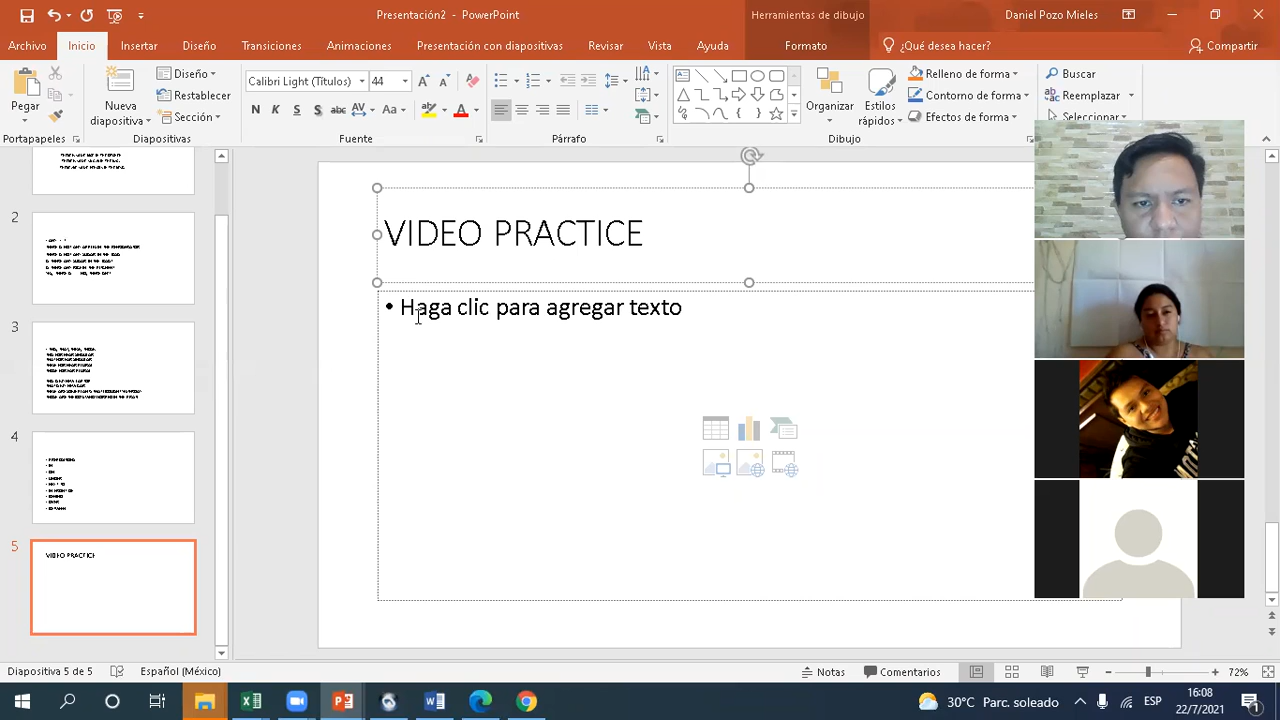 Presentación2 - PowerPoint
Herramientas de dibujo
Daniel Pozo Mieles
Archivo
Inicio
Insertar
Diseño
Transiciones
Animaciones
Presentación con diapositivas
Revisar
Vista
Ayuda
Formato
¿Qué desea hacer?
Compartir
Pegar
Nueva
diapositiva
Diseño
Restablecer
Sección
Calibri Light (Títulos)
44
N K S S abc AV Aa A
Organizar
Estilos
rápidos
Relleno de forma
Contorno de forma
Efectos de forma
Buscar
Reemplazar
Seleccionar
Portapapeles
Diapositivas
Fuente
Párrafo
Dibujo
2
3
4
5
VIDEO PRACTICE
VIDEO PRACTICE
• Haga clic para agregar texto
Diapositiva 5 de 5
Español (México)
Notas
Comentarios
72%
30°C Parc. soleado
ESP
16:08
22/7/2021
1